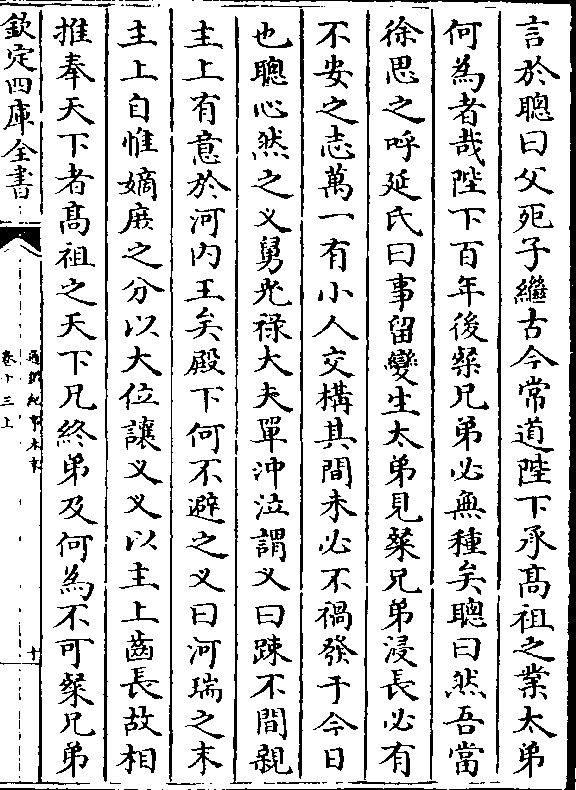 言於聰曰父死子繼古今常道陛下承髙祖之業太弟
何為者哉陛下百年後粲兄弟必無種矣聰曰然吾當
徐思之呼延氏曰事留變生太弟見粲兄弟浸長必有
不安之志萬一有小人交構其間未必不禍發于今日
也聰心然之乂舅光祿大夫單沖泣謂乂曰疎不間親
主上有意於河内王矣殿下何不避之乂曰河瑞之末
主上自惟嫡庶之分以大位讓乂乂以主上齒長故相
推奉天下者髙祖之天下兄終弟及何為不可粲兄弟
欽定四庫全書
通鑑紀事本末
卷十三上
十